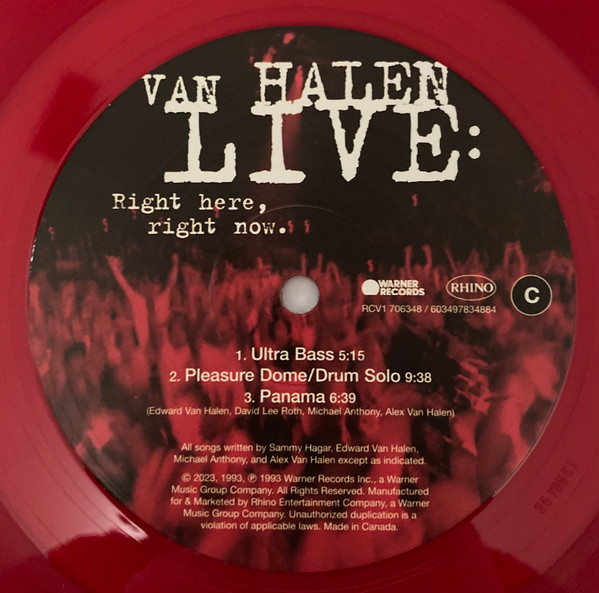 VAN HALEN
LIVE:
Right here,
right now.
WARNER
RECORDS
RHINO
C
RCV1 706348 / 603497834884
1. Ultra Bass 5:15
2. Pleasure Dome/Drum Solo 9:38
3. Panama 6:39
(Edward Van Halen, David Lee Roth, Michael Anthony, Alex Van Halen)
All songs written by Sammy Hagar, Edward Van Halen,
Michael Anthony, and Alex Van Halen except as indicated.
© 2023, 1993, ℗ 1993 Warner Records Inc., a Warner
Music Group Company. All Rights Reserved. Manufactured
for & Marketed by Rhino Entertainment Company, a Warner
Music Group Company. Unauthorized duplication is a
violation of applicable laws. Made in Canada.